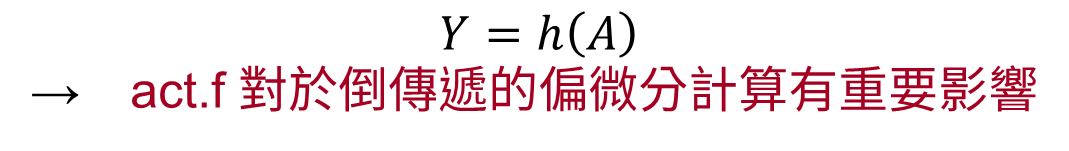 Y = h(A)
→ act.f 對於倒傳遞的偏微分計算有重要影響